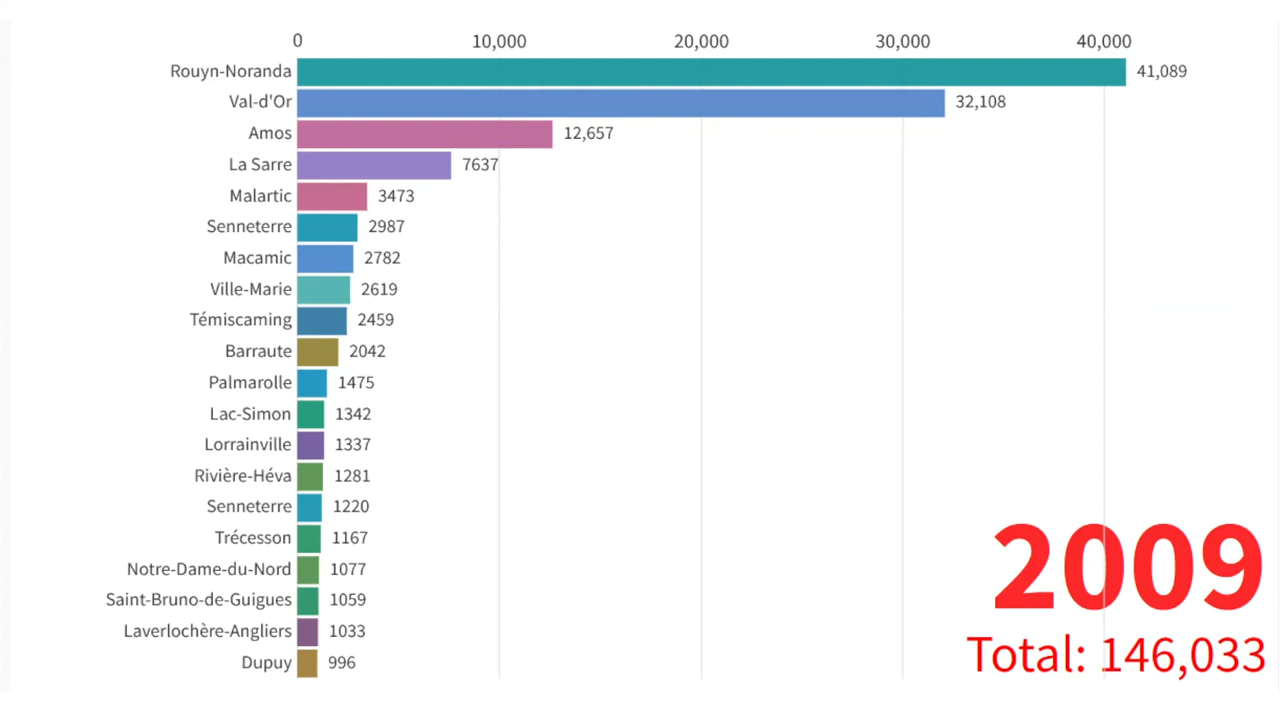 0 10,000 20,000 30,000 40,000
Rouyn-Noranda 41,089
Val-d'Or 32,108
Amos 12,657
La Sarre 7637
Malartic 3473
Senneterre 2987
Macamic 2782
Ville-Marie 2619
Témiscaming 2459
Barraute 2042
Palmarolle 1475
Lac-Simon 1342
Lorrainville 1337
Rivière-Héva 1281
Senneterre 1220
Trécesson 1167
Notre-Dame-du-Nord 1077
Saint-Bruno-de-Guigues 1059
Laverlochère-Angliers 1033
Dupuy 996
2009
Total: 146,033